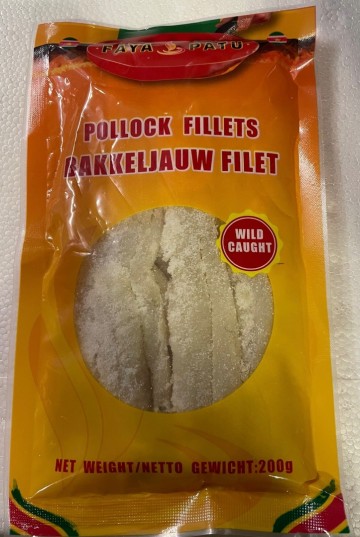 FAYA PATU
POLLOCK FILLETS
BAKKELJAUW FILET
WILD
CAUGHT
NET WEIGHT/NETTO GEWICHT:200g